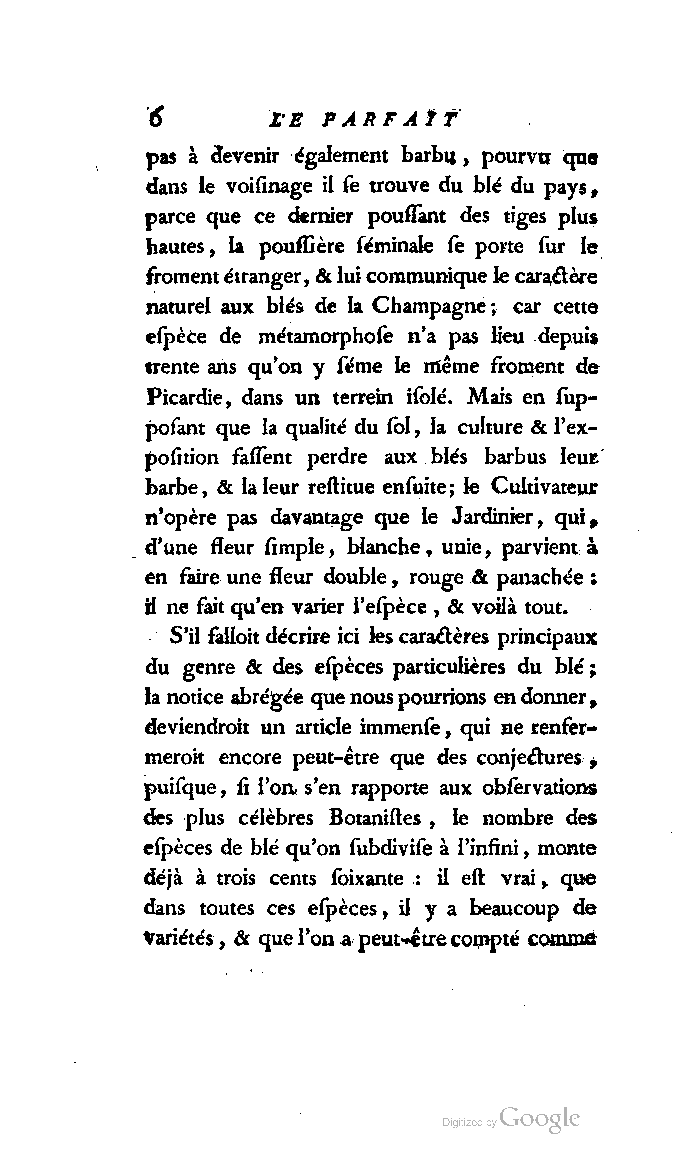 6 LE PARFAIT
pas à devenir également barbu, pourvu que
dans le voiſinage il ſe trouve du blé du pays,
parce que ce dernier pouſſant des tiges plus
hautes, la pouſſière ſéminale ſe porte ſur le
froment étranger, & lui communique le caractère
naturel aux blés de la Champagne; car cette
eſpèce de métamorphoſe n'a pas lieu depuis
trente ans qu'on y ſéme le même froment de
Picardie, dans un terrein iſolé. Mais en ſup-
poſant que la qualité du ſol, la culture & l'ex-
poſition faſſent perdre aux blés barbus leur
barbe, & la leur reſtitue enſuite; le Cultivateur
n'opère pas davantage que le Jardinier, qui,
d'une fleur ſimple, blanche, unie, parvient à
en faire une fleur double, rouge & panachée :
il ne fait qu'en varier l'eſpèce, & voilà tout.
S'il falloit décrire ici les caractères principaux
du genre & des eſpèces particulières du blé;
la notice abrégée que nous pourrions en donner,
deviendroit un article immenſe, qui ne renfer-
meroit encore peut-être que des conjectures,
puiſque, ſi l'on s'en rapporte aux obſervations
des plus célèbres Botaniſtes, le nombre des
eſpèces de blé qu'on ſubdiviſe à l'infini, monte
déjà à trois cents ſoixante : il eſt vrai, que
dans toutes ces eſpèces, il y a beaucoup de
variétés, & que l'on a peut-être compté comme
Digitized by Google